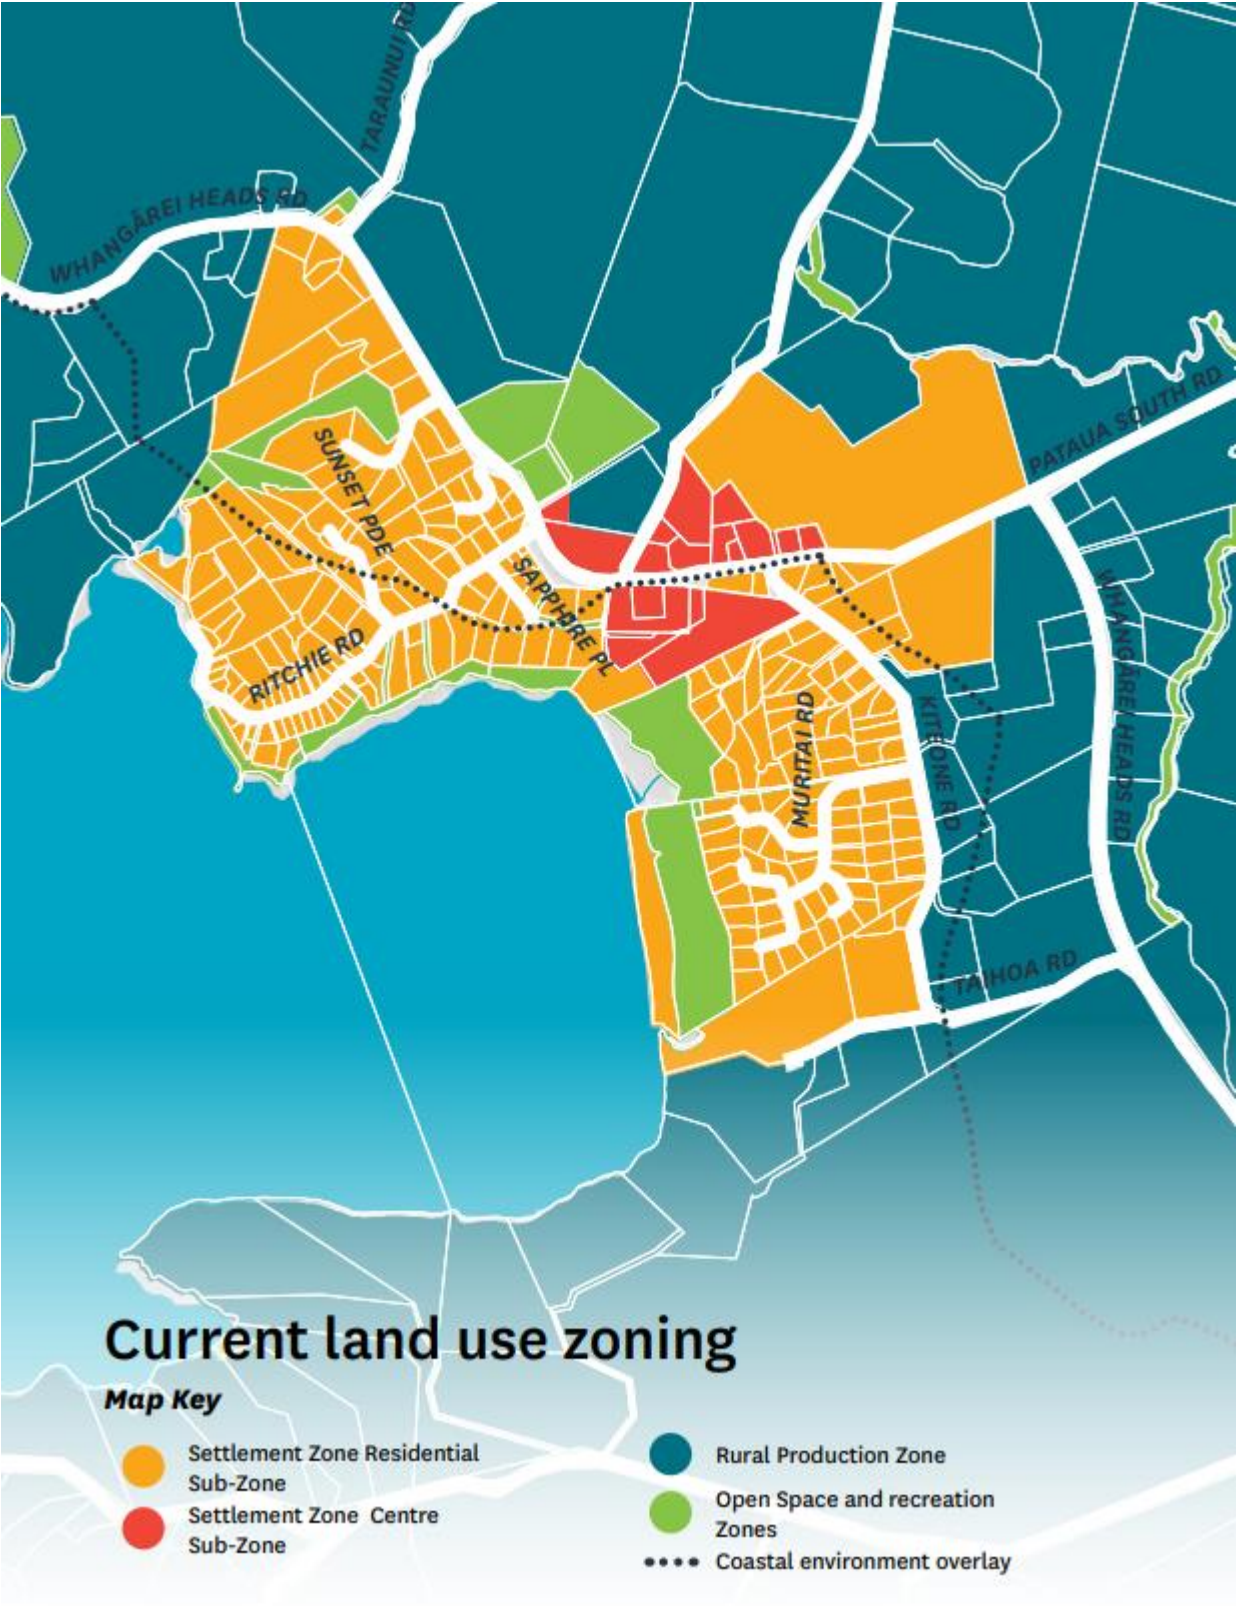 TARAUNUI RD
WHANGĀREI HEADS RD
PATAUA SOUTH RD
SUNSET PDE
SAPPHIRE PL
WHANGĀREI HEADS RD
RITCHIE RD
MURITAI RD
KITEONE RD
TAIHOA RD
Current land use zoning
Map Key
Settlement Zone Residential
Sub-Zone
Settlement Zone Centre
Sub-Zone
Rural Production Zone
Open Space and recreation
Zones
Coastal environment overlay